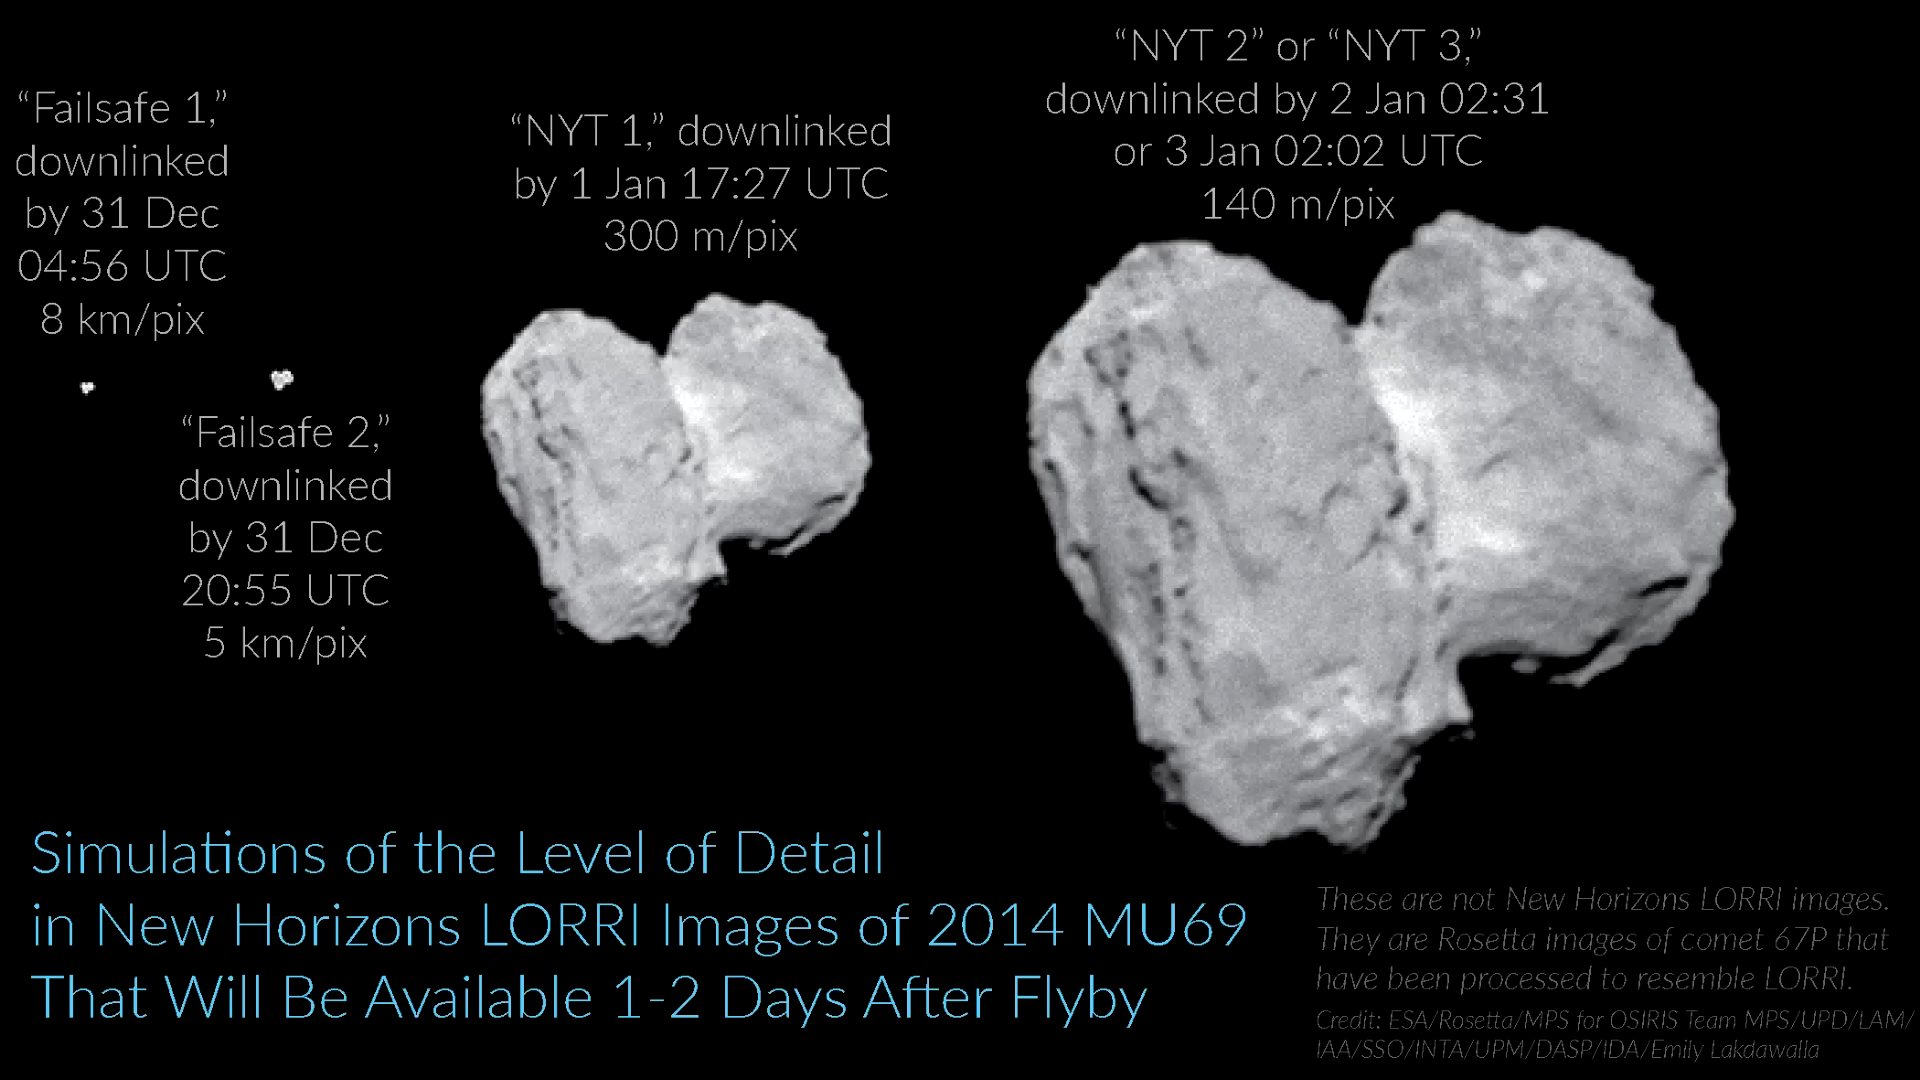 “Failsafe 1,”
downlinked
by 31 Dec
04:56 UTC
8 km/pix
“Failsafe 2,”
downlinked
by 31 Dec
20:55 UTC
5 km/pix
“NYT 1,” downlinked
by 1 Jan 17:27 UTC
300 m/pix
“NYT 2” or “NYT 3,”
downlinked by 2 Jan 02:31
or 3 Jan 02:02 UTC
140 m/pix
Simulations of the Level of Detail
in New Horizons LORRI Images of 2014 MU69
That Will Be Available 1-2 Days After Flyby
These are not New Horizons LORRI images.
They are Rosetta images of comet 67P that
have been processed to resemble LORRI.
Credit: ESA/Rosetta/MPS for OSIRIS Team MPS/UPD/LAM/
IAA/SSO/INTA/UPM/DASP/IDA/Emily Lakdawalla